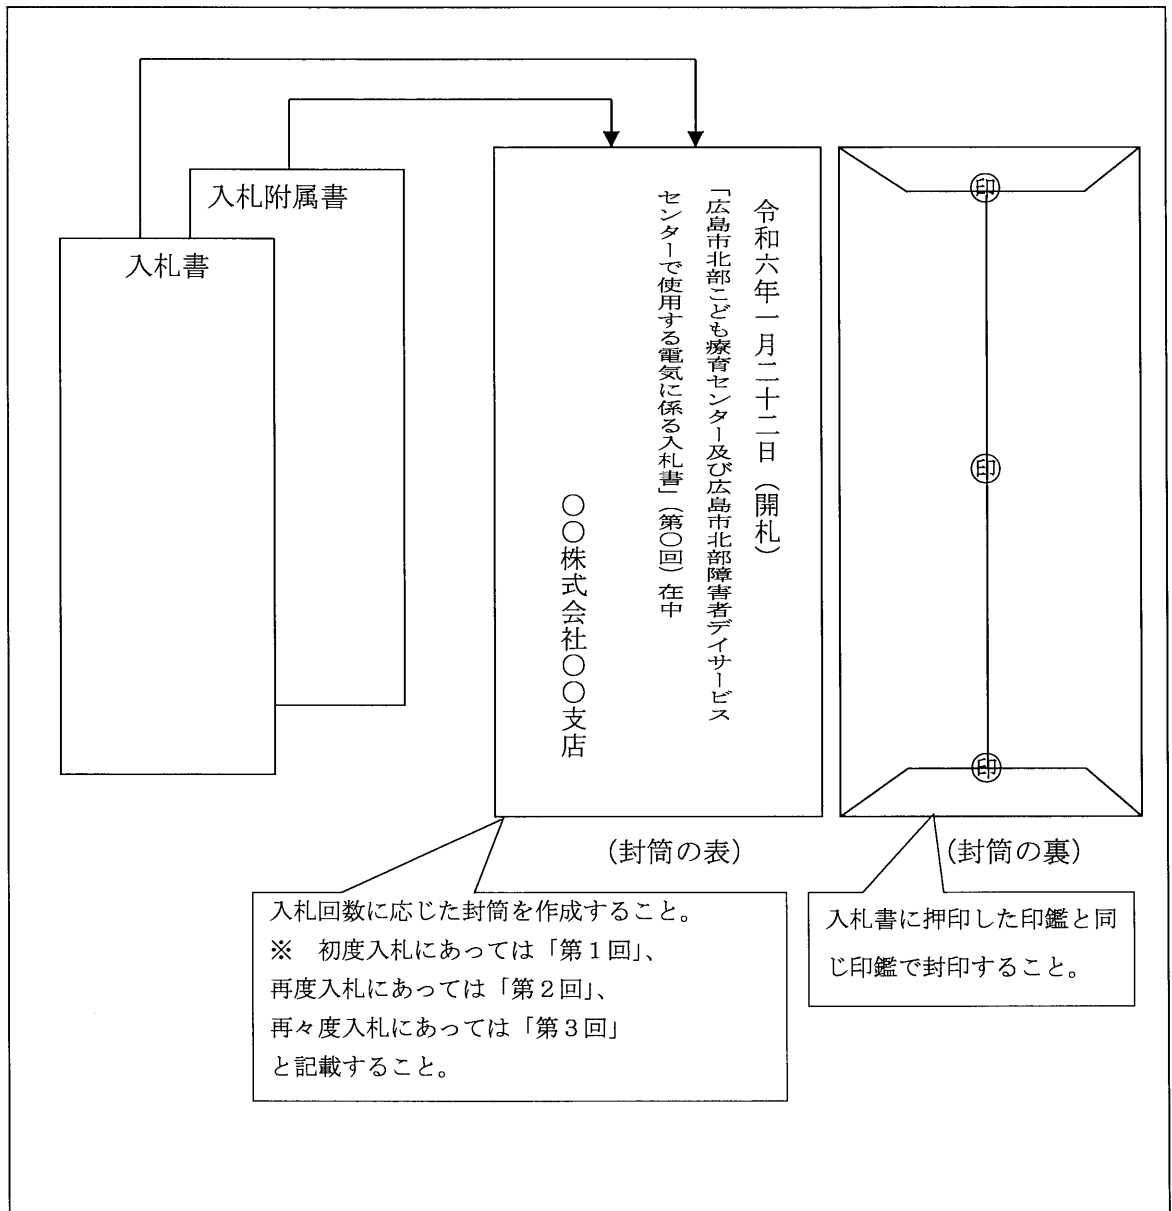 入札附属書
入札書
令和六年一月二十二日（開札）
「広島市北部こども療育センター及び広島市北部障害者デイサービス
センターで使用する電気に係る入札書」（第〇回）在中
〇〇株式会社〇〇支店
印
印
印
（封筒の表）
（封筒の裏）
入札回数に応じた封筒を作成すること。
※　初度入札にあっては「第１回」、
再度入札にあっては「第２回」、
再々度入札にあっては「第３回」
と記載すること。
入札書に押印した印鑑と同
じ印鑑で封印すること。